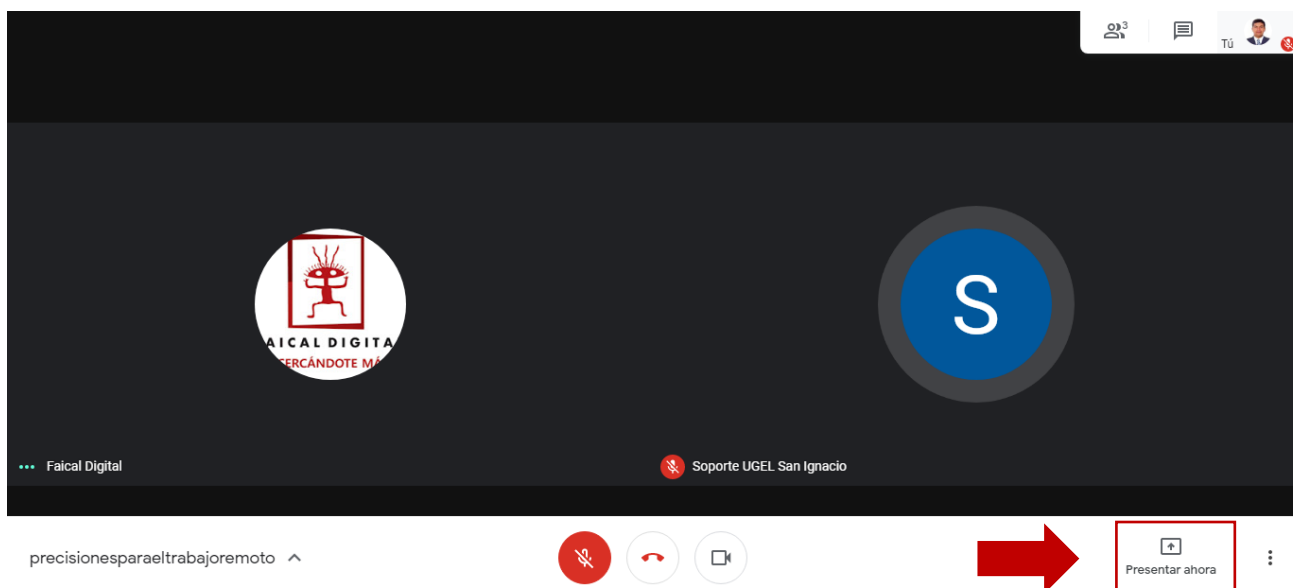 3
Tú
AICAL DIGITA
ERCÁNDOTE MÁ
S
Faical Digital
Soporte UGEL San Ignacio
precisionesparaeltrabajoremoto
Presentar ahora